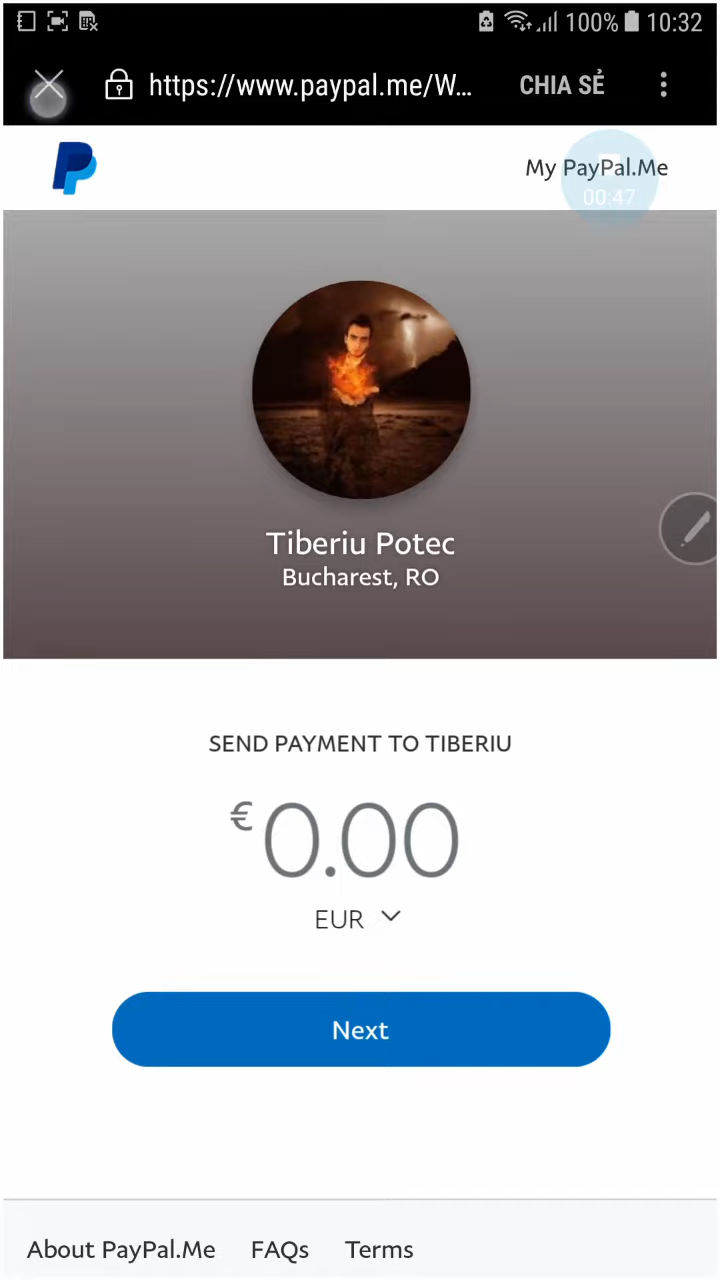 100% 10:32
https://www.paypal.me/W... CHIA SẺ
My PayPal.Me
00:47
Tiberiu Potec
Bucharest, RO
SEND PAYMENT TO TIBERIU
€0.00
EUR
Next
About PayPal.Me FAQs Terms